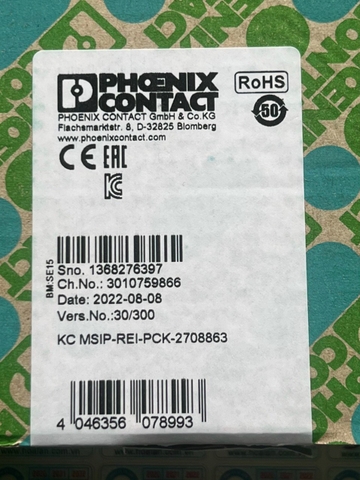 PHOENIX
CONTACT
RoHS
PHOENIX CONTACT GmbH & Co.KG
Flachsmarktstr. 8, D-32825 Blomberg
www.phoenixcontact.com
50
CE EAC
KC
BM:SE15
Sno. 1368276397
Ch.No.: 3010759866
Date: 2022-08-08
Vers.No.:30/300
KC MSIP-REI-PCK-2708863
4 046356 078993